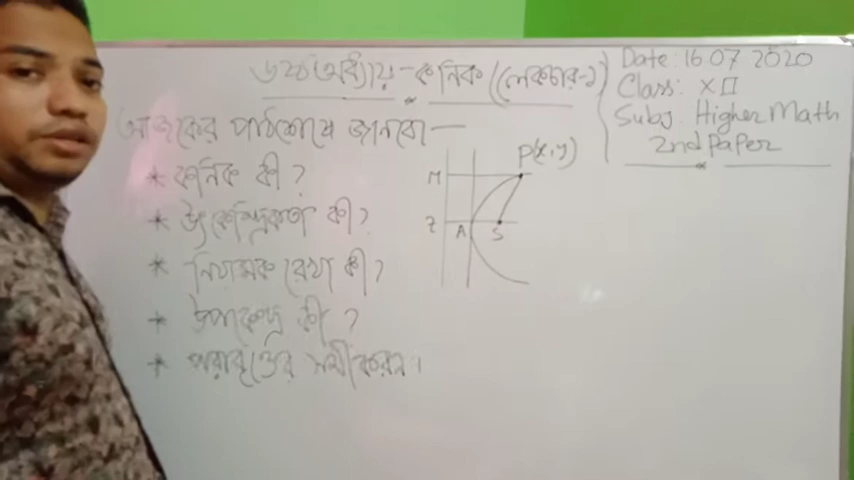 ৬ষ্ঠ অধ্যায় - কনিক (লেকচার-১)
Date: 16.07 2020
Class: XII
Subj: Higher Math
2nd Paper
আজকের পাঠশেষে জানবো —
* কনিক কী ?
* উৎকেন্দ্রিকতা কী ?
* নিয়ামক রেখা কী ?
* উপকেন্দ্র কী ?
* পরাবৃত্তের সমীকরণ ।
P(x, y)
M
Z A S